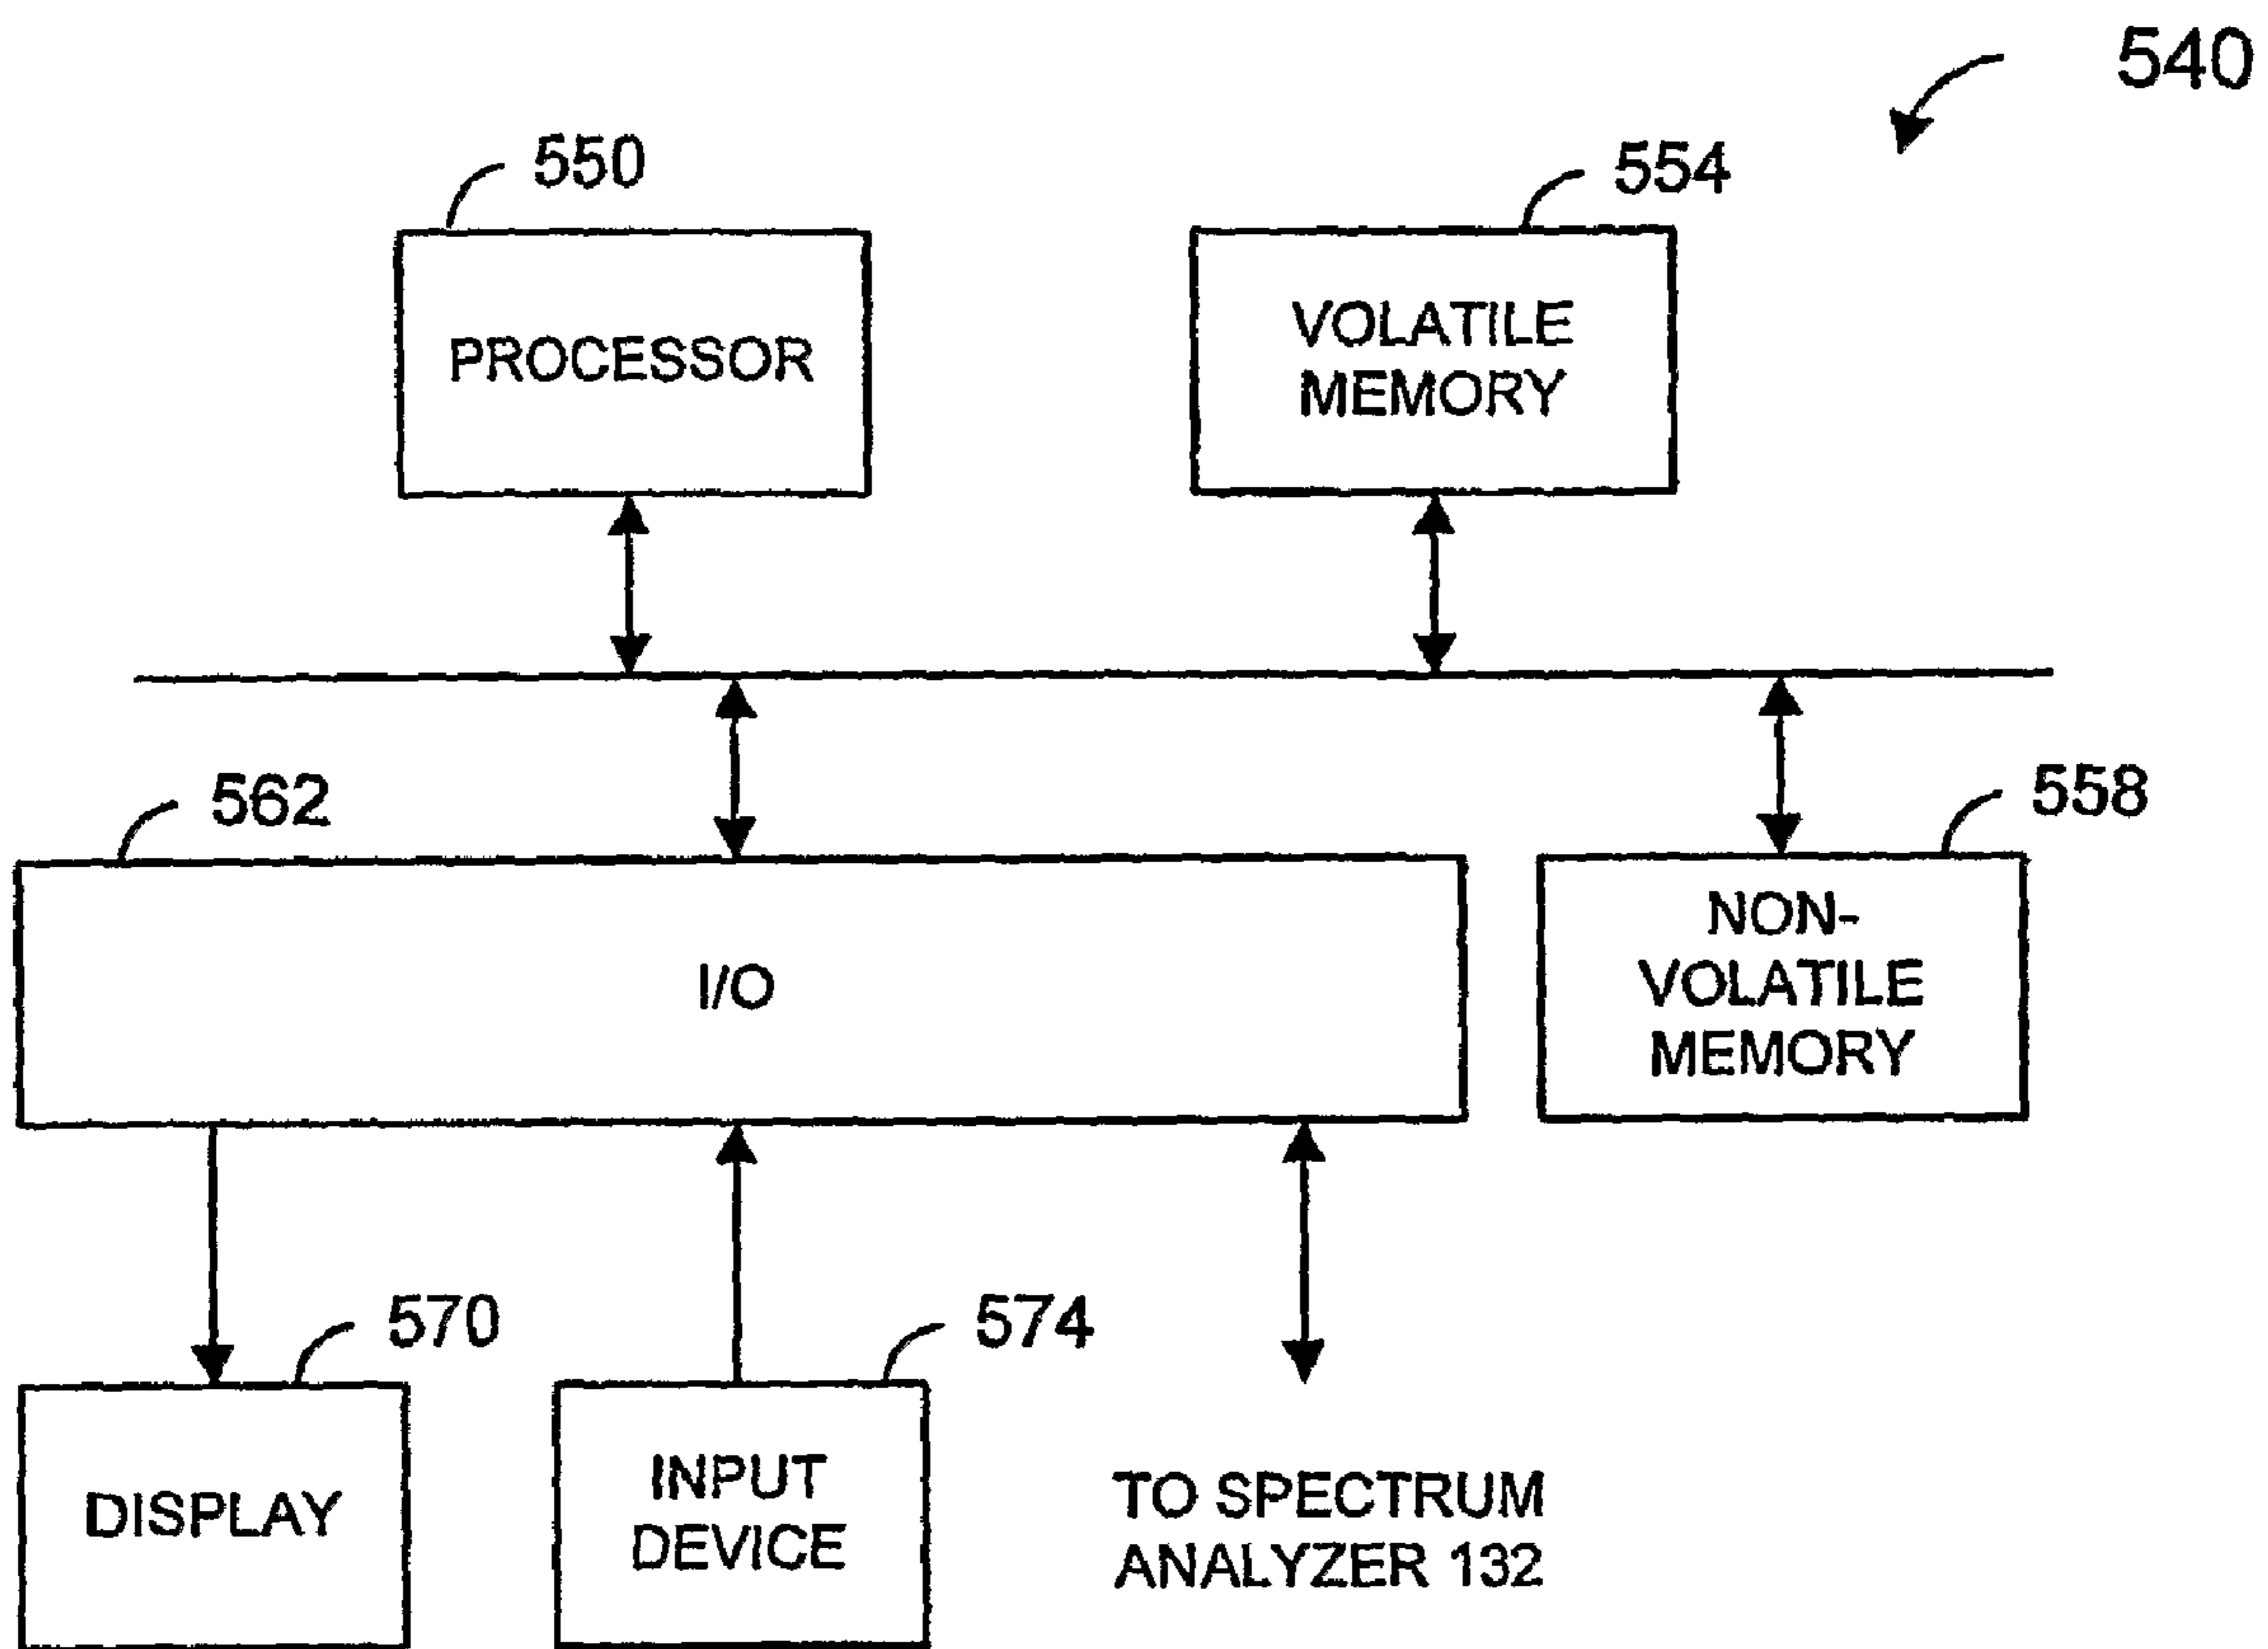 540
550
554
PROCESSOR
VOLATILE
MEMORY
562
558
I/O
NON-
VOLATILE
MEMORY
570
574
DISPLAY
INPUT
DEVICE
TO SPECTRUM
ANALYZER 132